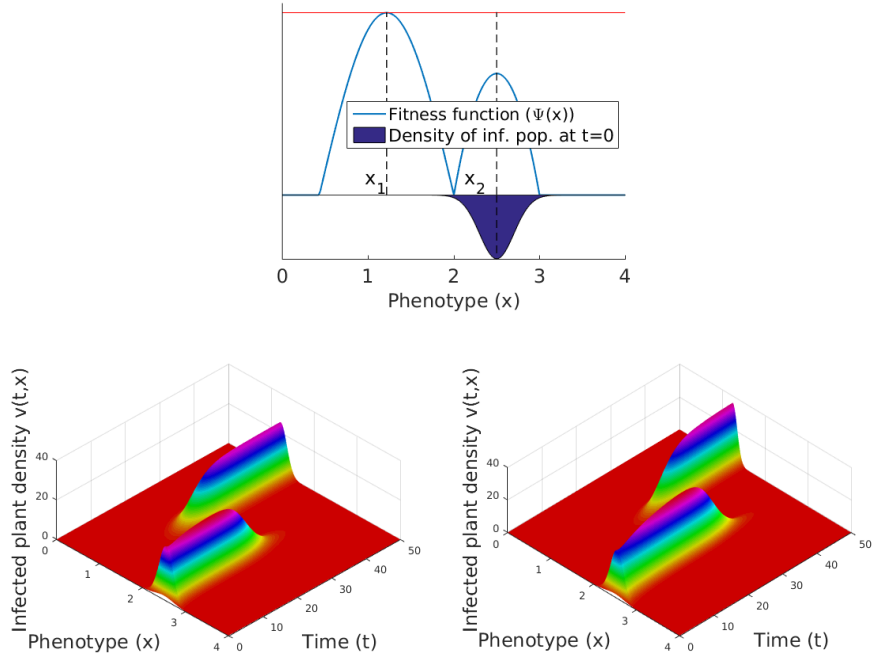 Fitness function (Ψ(x))
Density of inf. pop. at t=0
x1 x2
0 1 2 3 4
Phenotype (x)
Infected plant density v(t,x)
40
20
0
0
1
2
3
4
Phenotype (x)
0
10
20
30
40
50
Time (t)
Infected plant density v(t,x)
40
20
0
0
1
2
3
4
Phenotype (x)
0
10
20
30
40
50
Time (t)